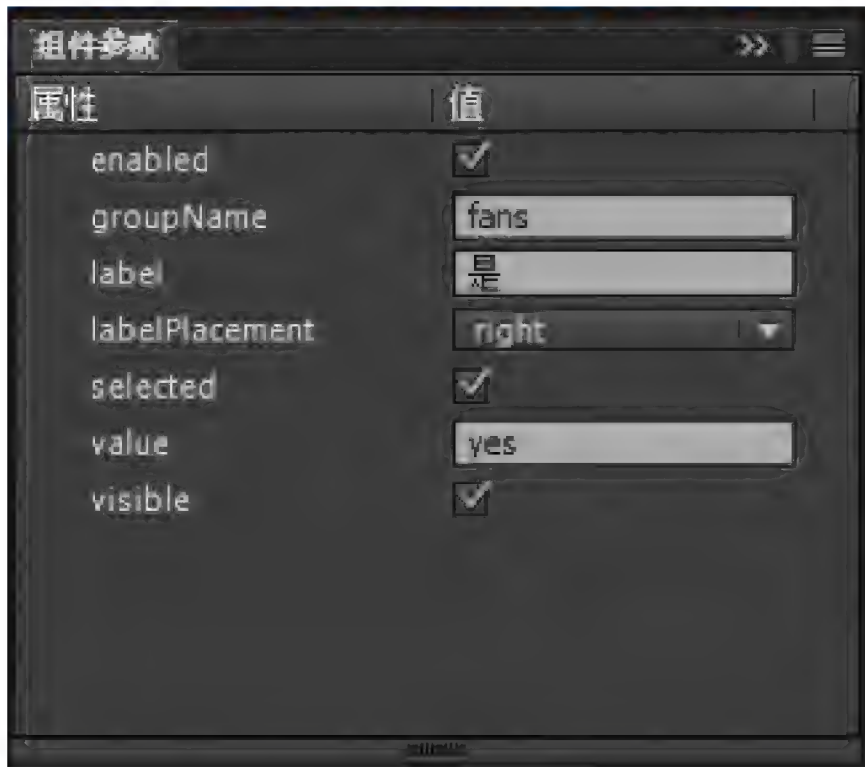 组件参数
属性 值
enabled
groupName fans
label 是
labelPlacement right
selected
value yes
visible